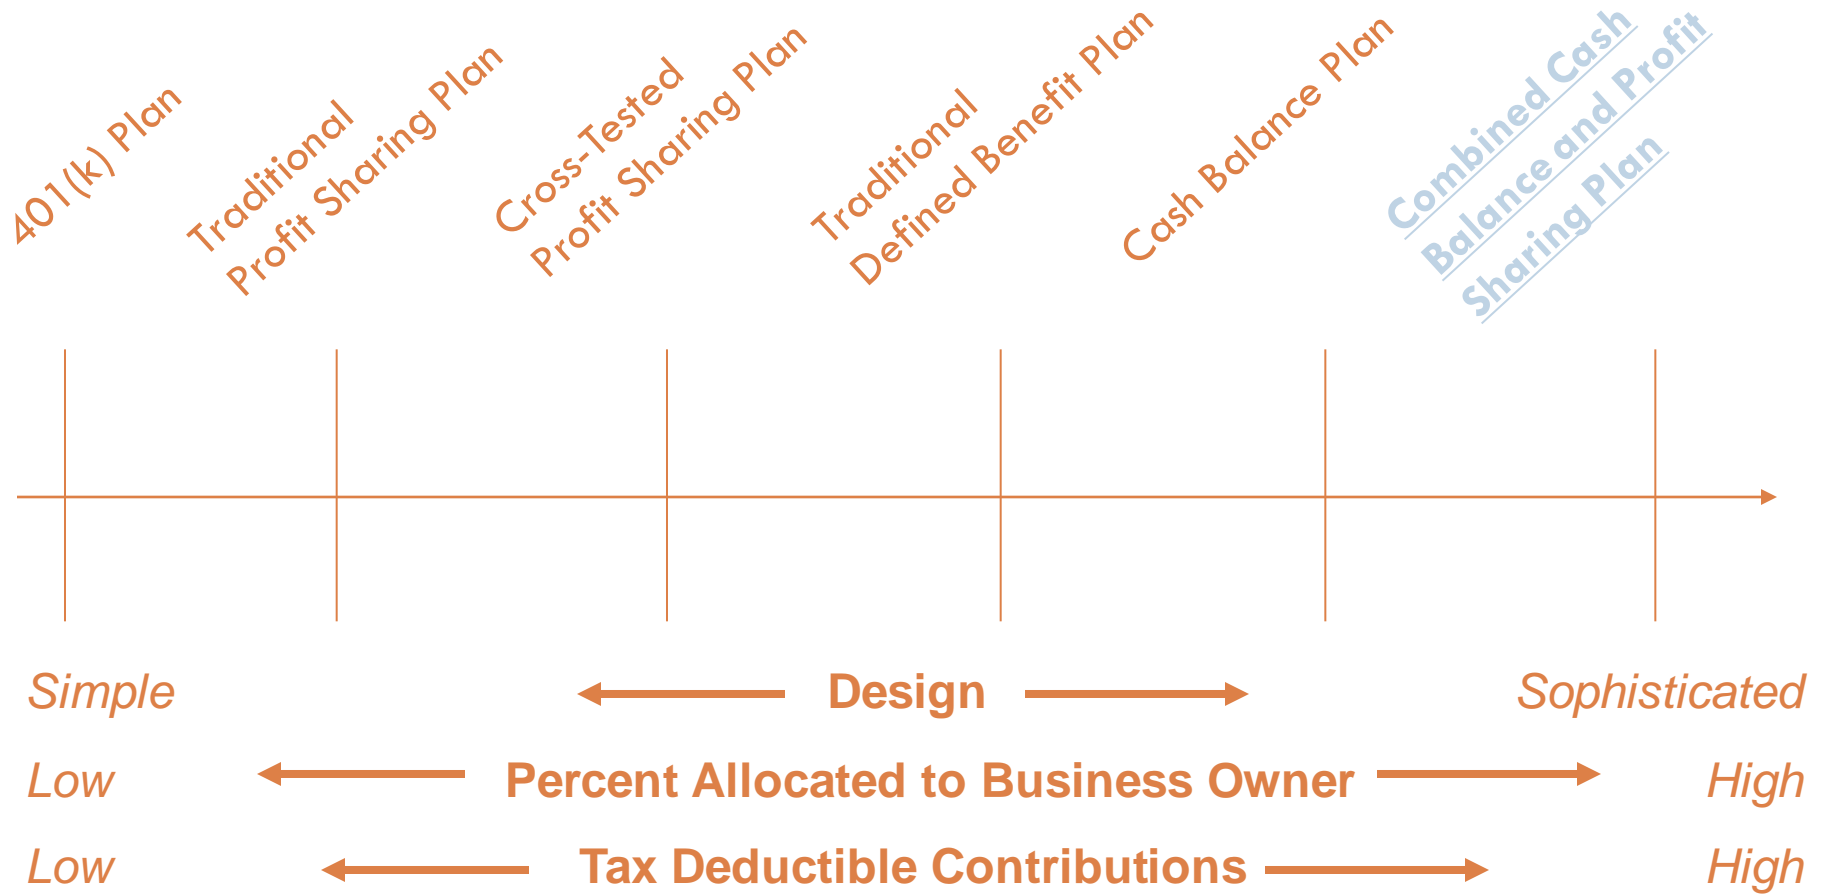 401(k) Plan
Traditional
Profit Sharing Plan
Cross-Tested
Profit Sharing Plan
Traditional
Defined Benefit Plan
Cash Balance Plan
Combined Cash
Balance and Profit
Sharing Plan
Simple Design Sophisticated
Low Percent Allocated to Business Owner High
Low Tax Deductible Contributions High